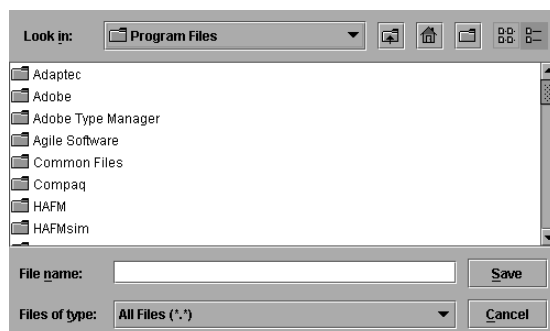 Look in: Program Files
Adaptec
Adobe
Adobe Type Manager
Agile Software
Common Files
Compaq
HAFM
HAFMsim
File name: Save
Files of type: All Files (*.*) Cancel